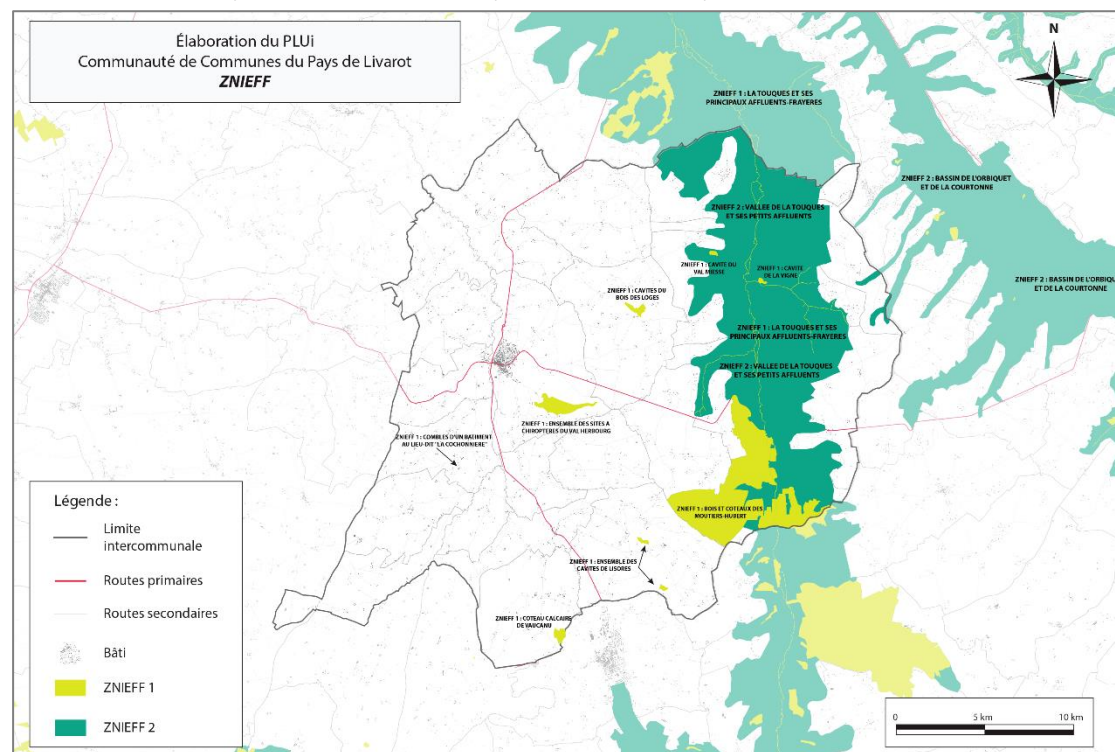 Élaboration du PLUi
Communauté de Communes du Pays de Livarot
ZNIEFF
N
ZNIEFF 1 : LA TOUQUES ET SES
PRINCIPAUX AFFLUENTS-FRAYERES
ZNIEFF 2 : BASSIN DE L'ORBIQUET
ET DE LA COURTONNE
ZNIEFF 2 : VALLEE DE LA TOUQUES
ET SES PETITS AFFLUENTS
ZNIEFF 1 : CAVITE DU
VAL MIESSE
ZNIEFF 1 : CAVITE
DE LA VIGNE
ZNIEFF 2 : BASSIN DE L'ORBIQU
ET DE LA COURTONNE
ZNIEFF 1 : CAVITES DU
BOIS DES LOGES
ZNIEFF 1 : LA TOUQUES ET SES
PRINCIPAUX AFFLUENTS-FRAYERES
ZNIEFF 2 : VALLEE DE LA TOUQUES
ET SES PETITS AFFLUENTS
ZNIEFF 1 : ENSEMBLE DES SITES A
CHIROPTERES DU VAL HERBOURG
ZNIEFF 1 : COMBLES D'UN BATIMENT
AU LIEU-DIT "LA COCHONNIERE"
ZNIEFF 1 : BOIS ET COTEAUX DES
MOUTIERS-HUBERT
ZNIEFF 1 : ENSEMBLE DES
CAVITES DE LISORES
ZNIEFF 1 : COTEAU CALCAIRE
DE VAUCANU
Légende :
Limite
intercommunale
Routes primaires
Routes secondaires
Bâti
ZNIEFF 1
ZNIEFF 2
0 5 km 10 km